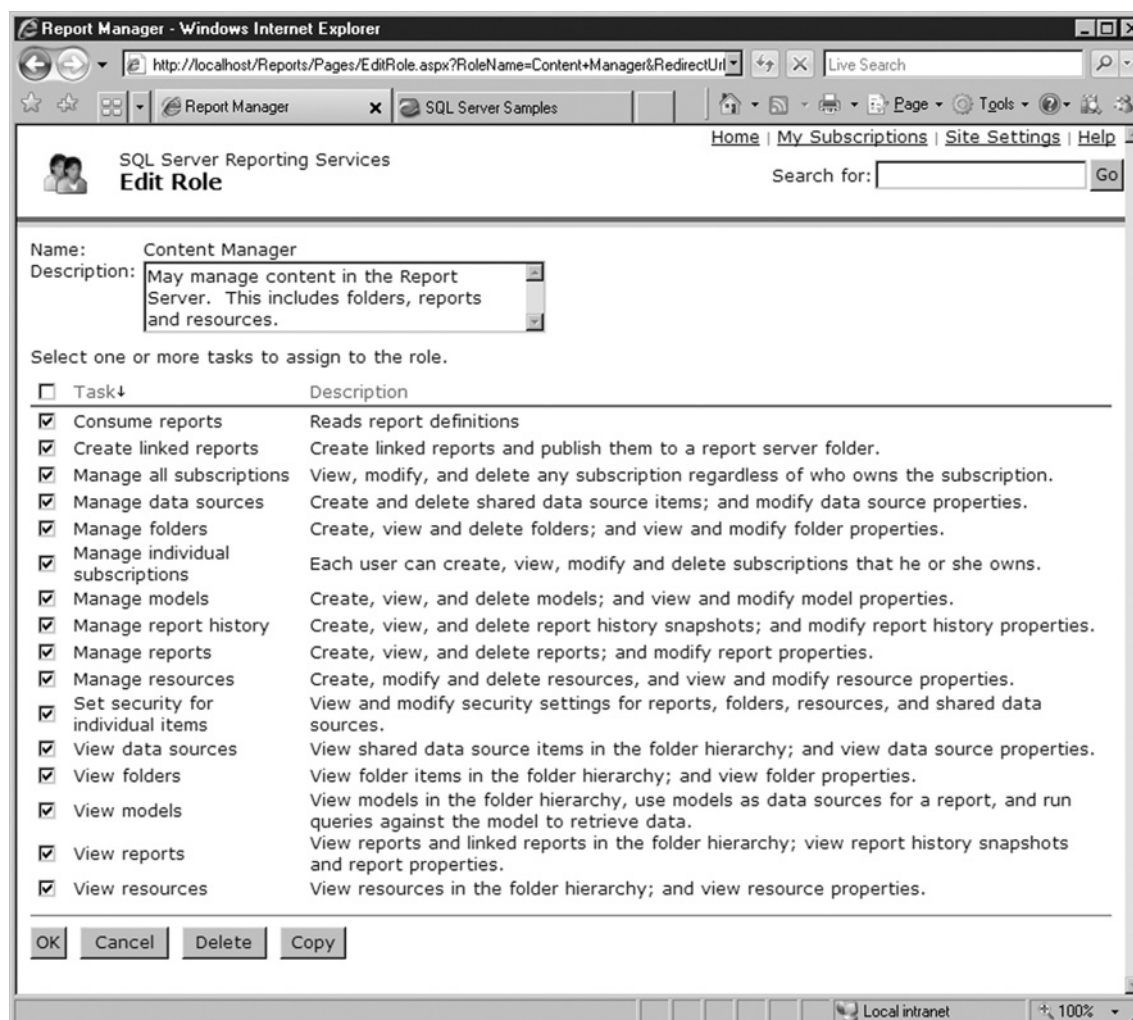 Report Manager - Windows Internet Explorer
http://localhost/Reports/Pages/EditRole.aspx?RoleName=Content+Manager&RedirectUrl
Live Search
Report Manager
SQL Server Samples
Page
Tools
Home | My Subscriptions | Site Settings | Help
SQL Server Reporting Services
Edit Role
Search for:
Go
Name: Content Manager
Description: May manage content in the Report
Server. This includes folders, reports
and resources.
Select one or more tasks to assign to the role.
Task↓ Description
Consume reports Reads report definitions
Create linked reports Create linked reports and publish them to a report server folder.
Manage all subscriptions View, modify, and delete any subscription regardless of who owns the subscription.
Manage data sources Create and delete shared data source items; and modify data source properties.
Manage folders Create, view and delete folders; and view and modify folder properties.
Manage individual
subscriptions
Each user can create, view, modify and delete subscriptions that he or she owns.
Manage models Create, view, and delete models; and view and modify model properties.
Manage report history Create, view, and delete report history snapshots; and modify report history properties.
Manage reports Create, view, and delete reports; and modify report properties.
Manage resources Create, modify and delete resources, and view and modify resource properties.
Set security for
individual items
View and modify security settings for reports, folders, resources, and shared data
sources.
View data sources View shared data source items in the folder hierarchy; and view data source properties.
View folders View folder items in the folder hierarchy; and view folder properties.
View models
View models in the folder hierarchy, use models as data sources for a report, and run
queries against the model to retrieve data.
View reports
View reports and linked reports in the folder hierarchy; view report history snapshots
and report properties.
View resources View resources in the folder hierarchy; and view resource properties.
OK Cancel Delete Copy
Local intranet 100%